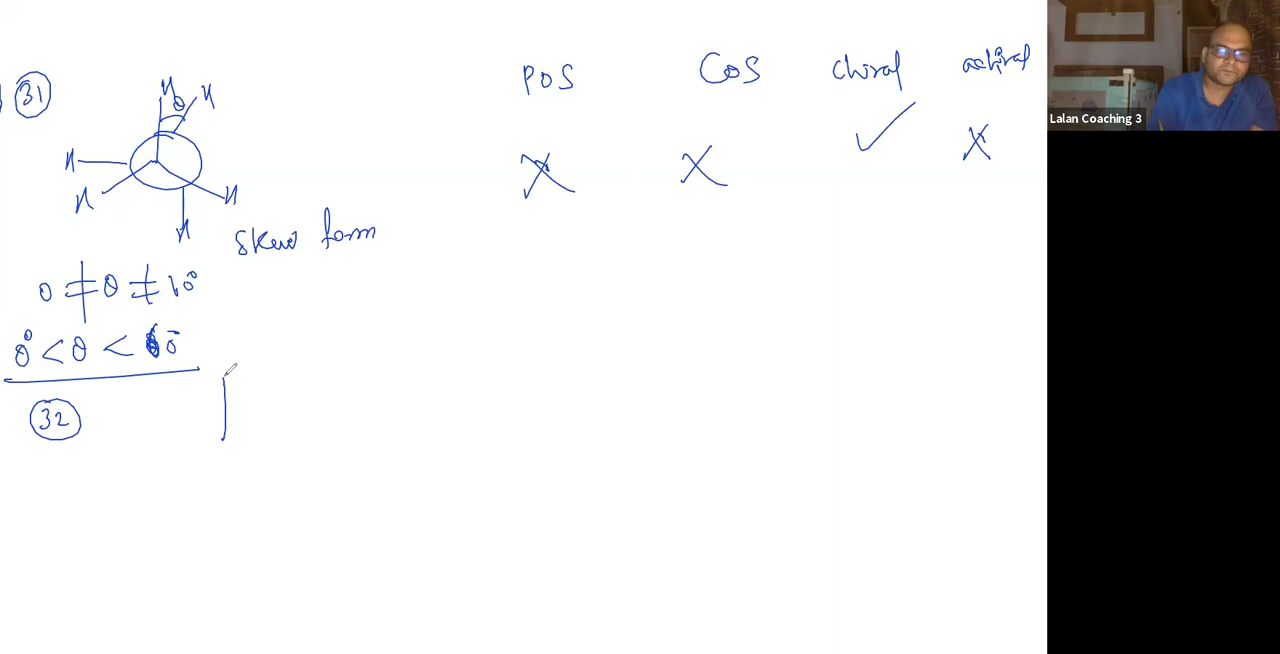 POS COS chiral achiral
31
H H
θ
H
H H
H
Skew form
0 ≠ θ ≠ 60°
0° < θ < 60°
32
Lalan Coaching 3